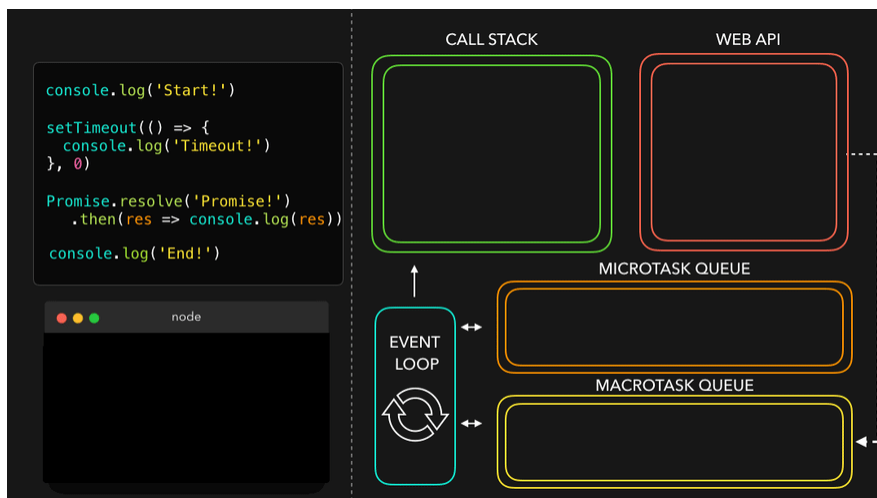 console.log('Start!')
setTimeout(() => {
console.log('Timeout!')
}, 0)
Promise.resolve('Promise!')
.then(res => console.log(res))
console.log('End!')
node
CALL STACK
WEB API
MICROTASK QUEUE
EVENT
LOOP
MACROTASK QUEUE